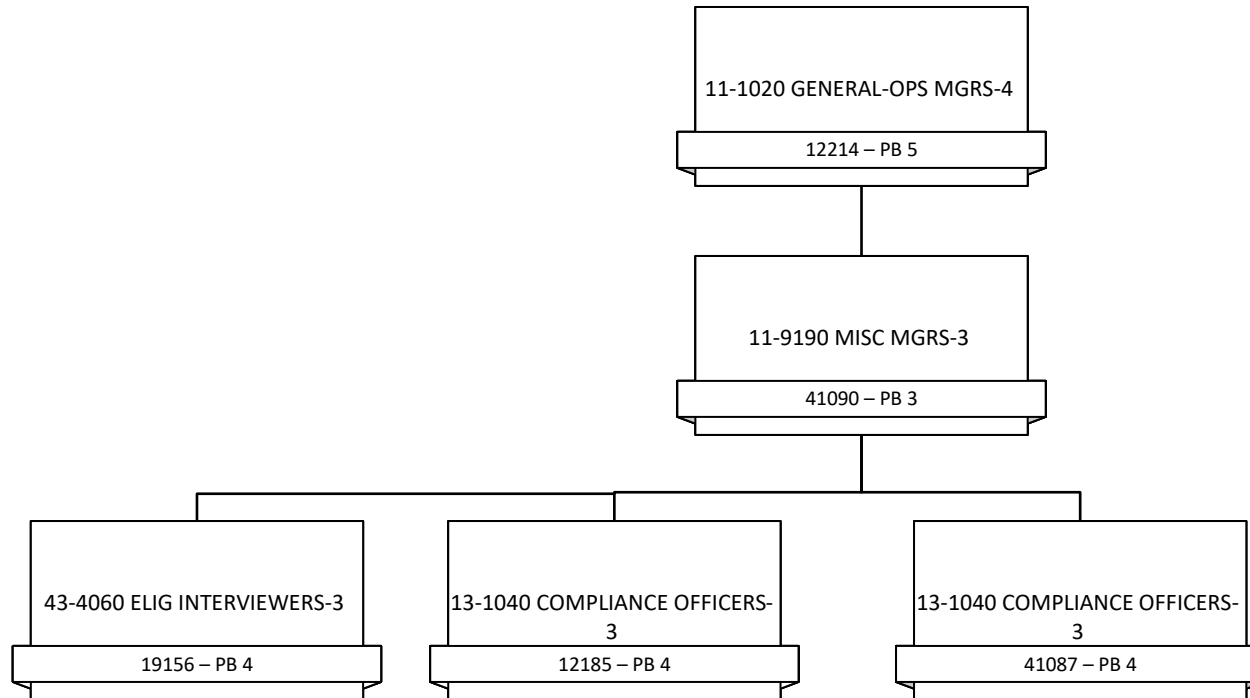 11-1020 GENERAL-OPS MGRS-4
12214 – PB 5
11-9190 MISC MGRS-3
41090 – PB 3
43-4060 ELIG INTERVIEWERS-3
19156 – PB 4
13-1040 COMPLIANCE OFFICERS-
3
12185 – PB 4
13-1040 COMPLIANCE OFFICERS-
3
41087 – PB 4